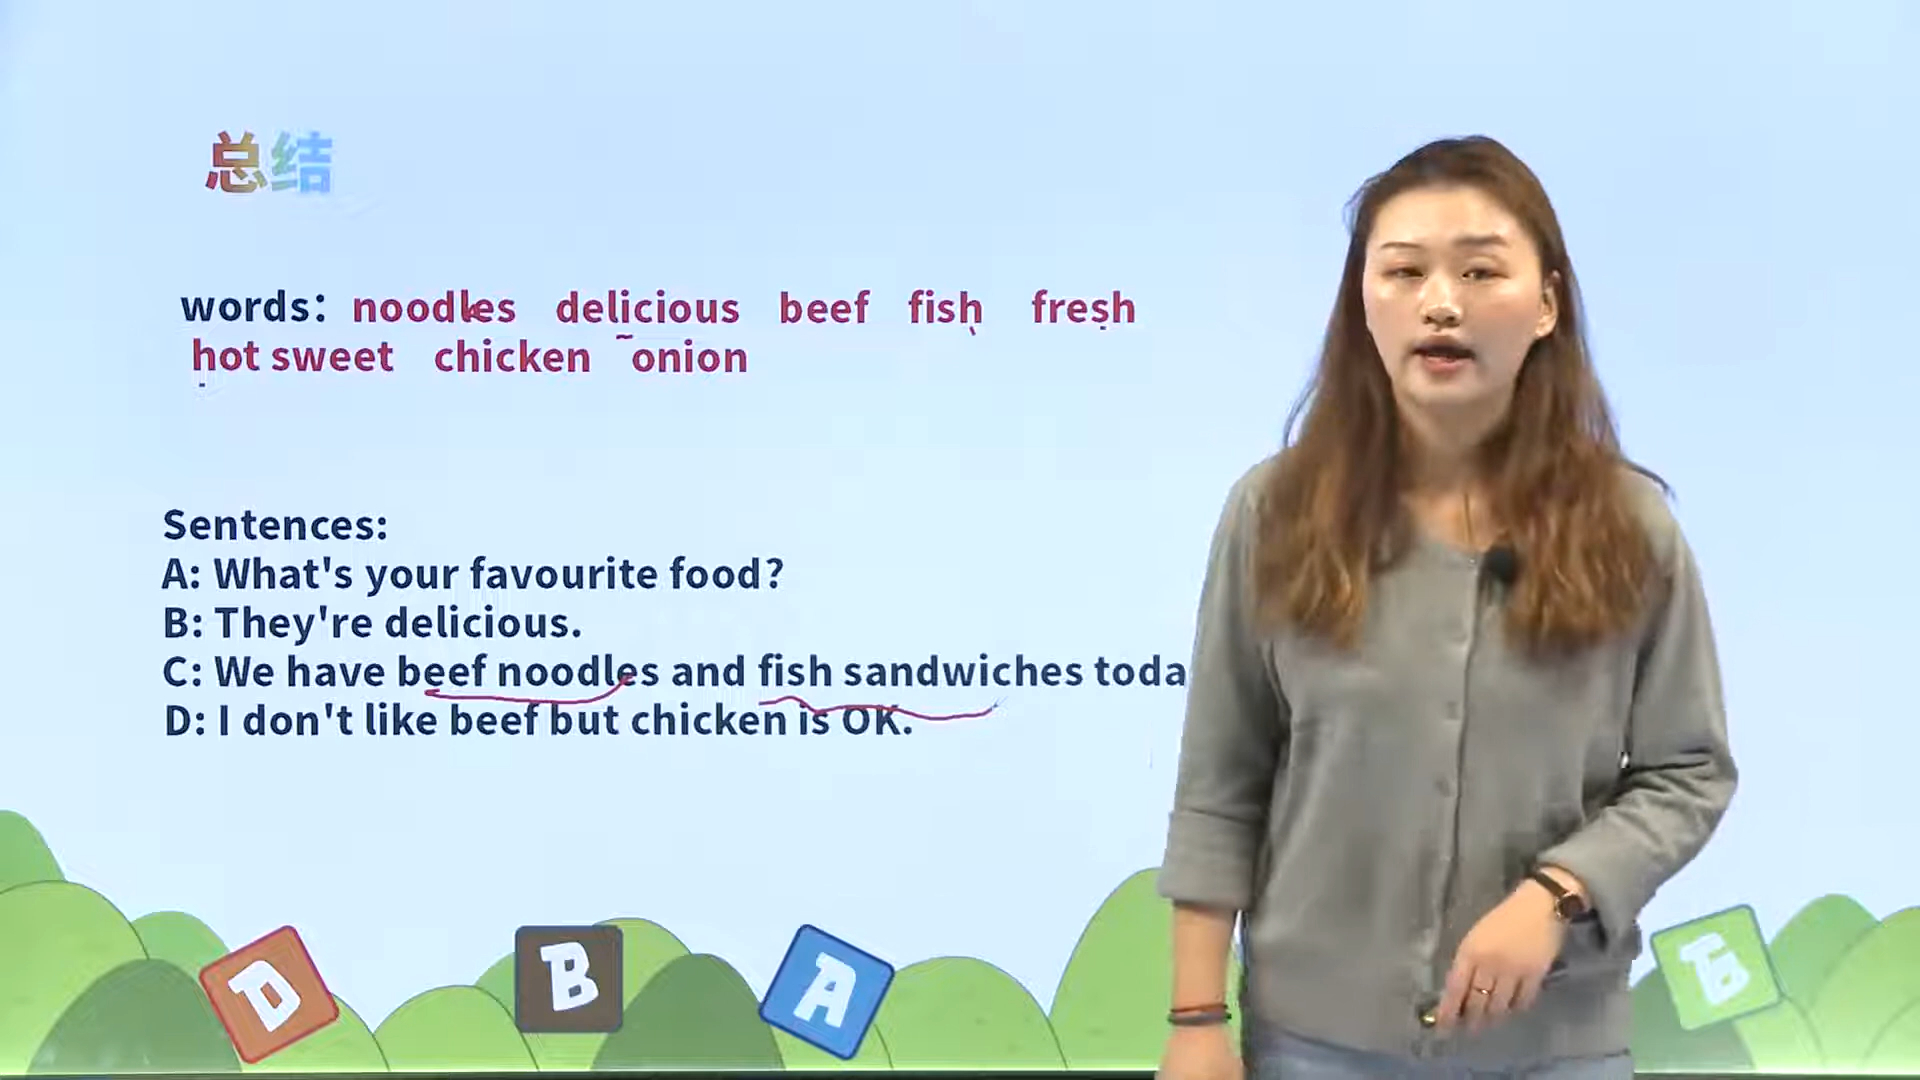 总结
words: noodles delicious beef fish fresh
hot sweet chicken onion
Sentences:
A: What's your favourite food?
B: They're delicious.
C: We have beef noodles and fish sandwiches toda
D: I don't like beef but chicken is OK.
D B A